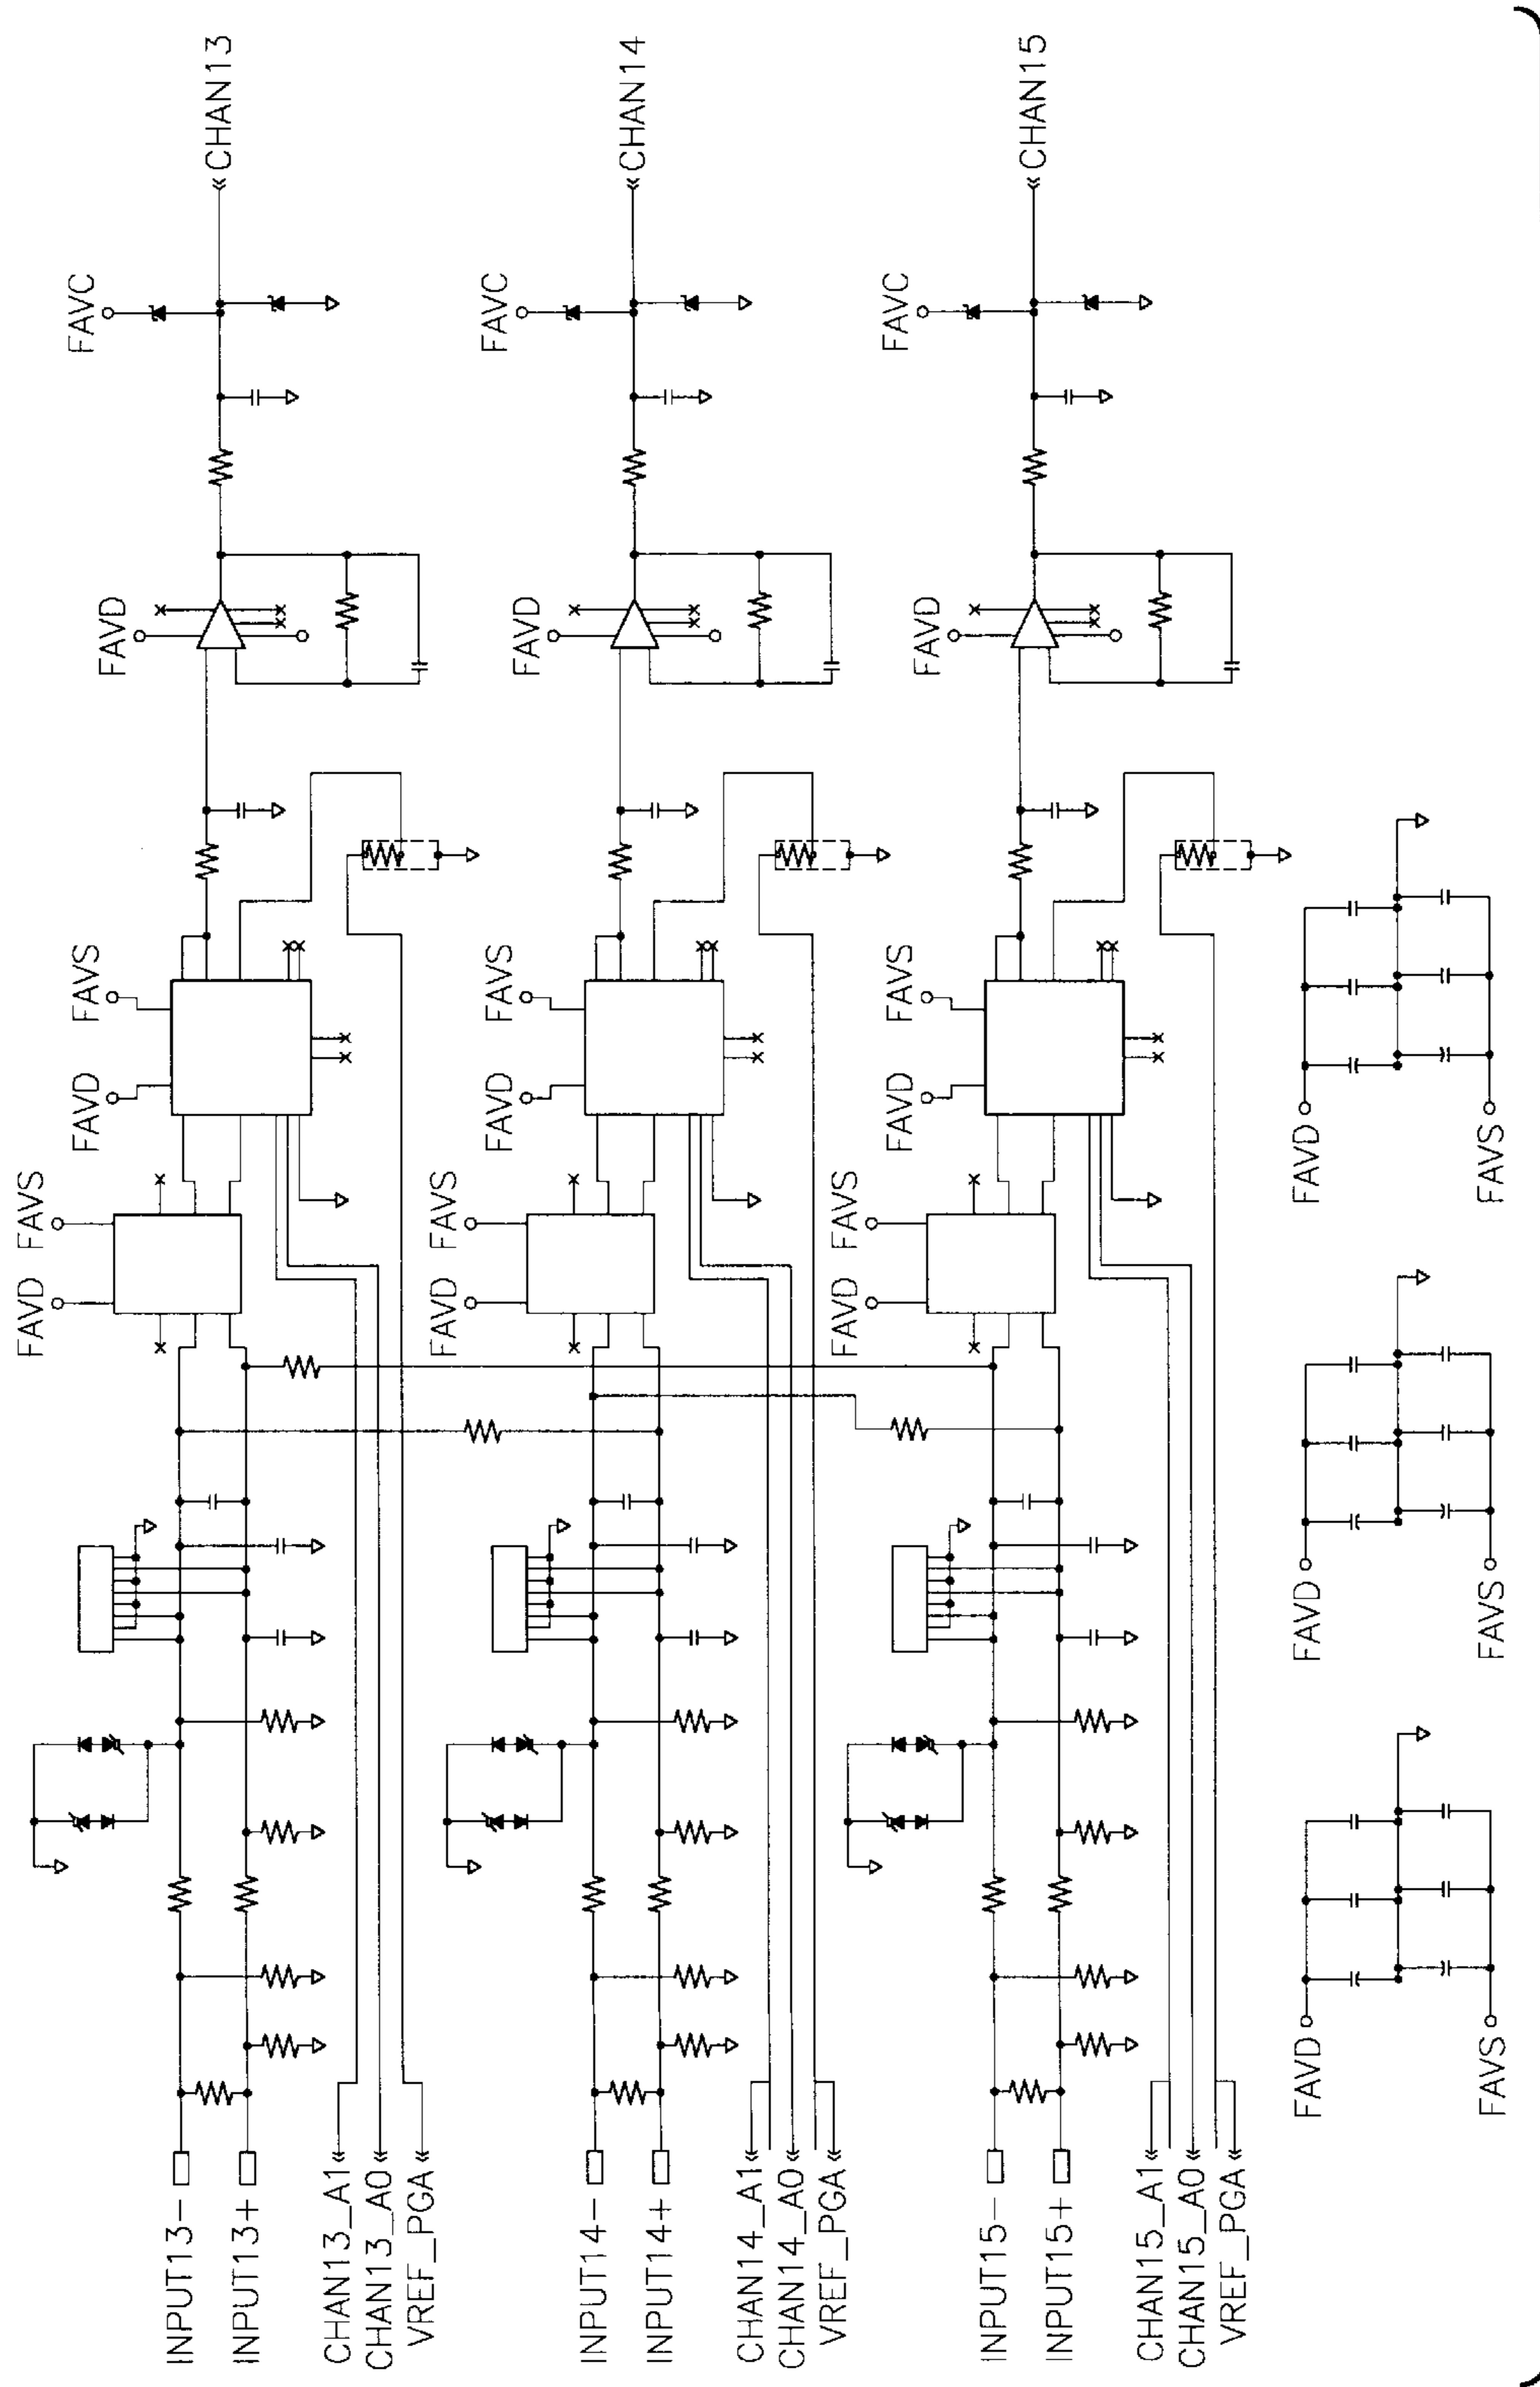 FAVD
FAVS
FAVD
FAVS
FAVD
FAVC
INPUT13-
INPUT13+
CHAN13
CHAN13_A1
CHAN13_A0
VREF_PGA
FAVD
FAVS
FAVD
FAVS
FAVD
FAVC
INPUT14-
INPUT14+
CHAN14
CHAN14_A1
CHAN14_A0
VREF_PGA
FAVD
FAVS
FAVD
FAVS
FAVD
FAVC
INPUT15-
INPUT15+
CHAN15
CHAN15_A1
CHAN15_A0
VREF_PGA
FAVD
FAVD
FAVD
FAVS
FAVS
FAVS